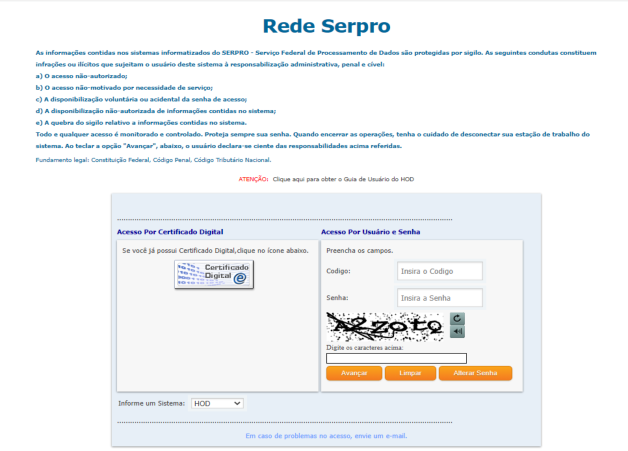 Rede Serpro
As informações contidas nos sistemas informatizados do SERPRO - Serviço Federal de Processamento de Dados são protegidas por sigilo. As seguintes condutas constituem
infrações ou ilícitos que sujeitam o usuário deste sistema à responsabilização administrativa, penal e cível:
a) O acesso não-autorizado;
b) O acesso não-motivado por necessidade de serviço;
c) A disponibilização voluntária ou acidental da senha de acesso;
d) A disponibilização não-autorizada de informações contidas no sistema;
e) A quebra do sigilo relativo a informações contidas no sistema.
Todo e qualquer acesso é monitorado e controlado. Proteja sempre sua senha. Quando encerrar as operações, tenha o cuidado de desconectar sua estação de trabalho do
sistema. Ao teclar a opção "Avançar", abaixo, o usuário declara-se ciente das responsabilidades acima referidas.
Fundamento legal: Constituição Federal. Código Penal. Código Tributário Nacional.
ATENÇÃO: Clique aqui para obter o Guia de Usuário do HOD
Acesso Por Certificado Digital
Se você já possui Certificado Digital,clique no ícone abaixo.
Certificado
Digital
Acesso Por Usuário e Senha
Preencha os campos.
Codigo: Insira o Codigo
Senha: Insira a Senha
Digite os caracteres acima:
Avançar Limpar Alterar Senha
Informe um Sistema: HOD
Em caso de problemas no acesso, envie um e-mail.